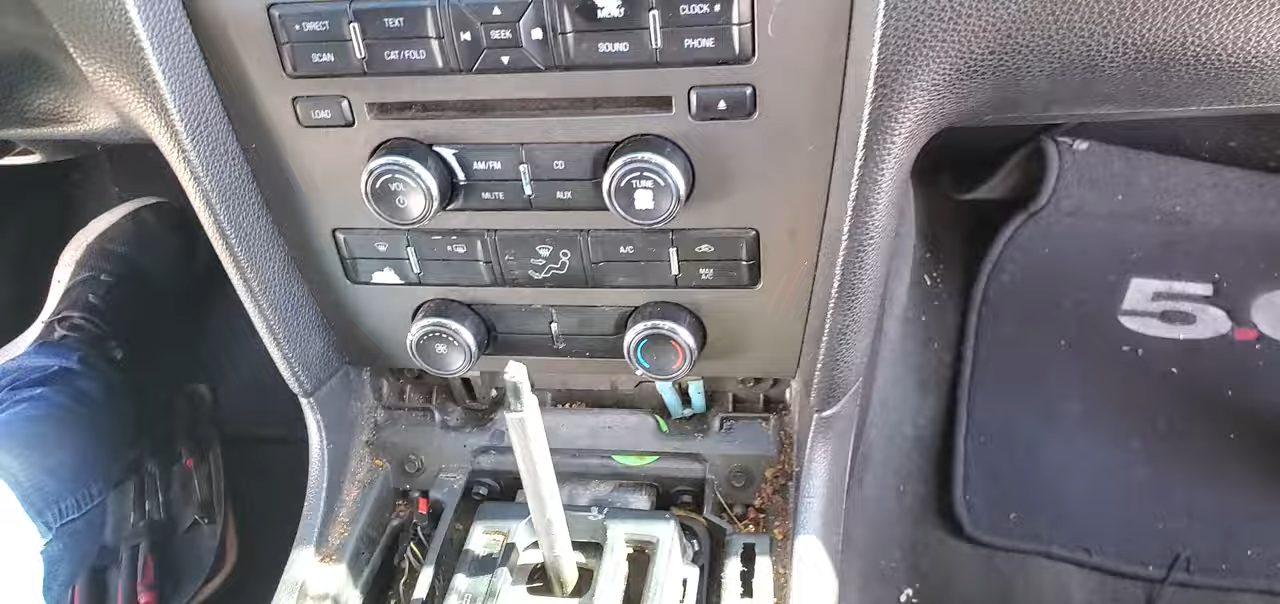 * DIRECT TEXT MENU CLOCK #
SCAN CAT/FOLD SEEK SOUND PHONE
LOAD
VOL AM/FM CD TUNE
MUTE AUX
R A/C
MAX
A/C
5.